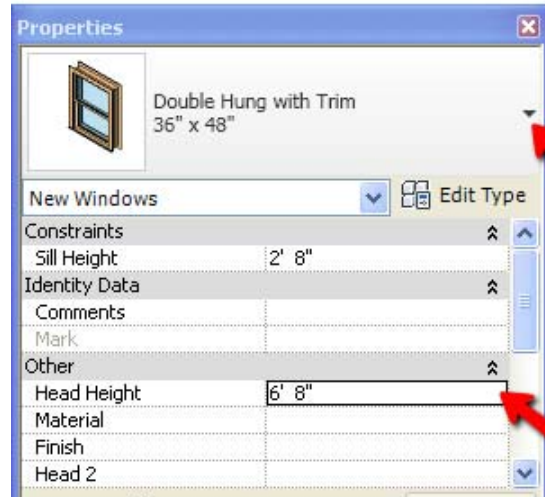 Properties
Double Hung with Trim
36" x 48"
New Windows Edit Type
Constraints
Sill Height 2' 8"
Identity Data
Comments
Mark
Other
Head Height 6' 8"
Material
Finish
Head 2